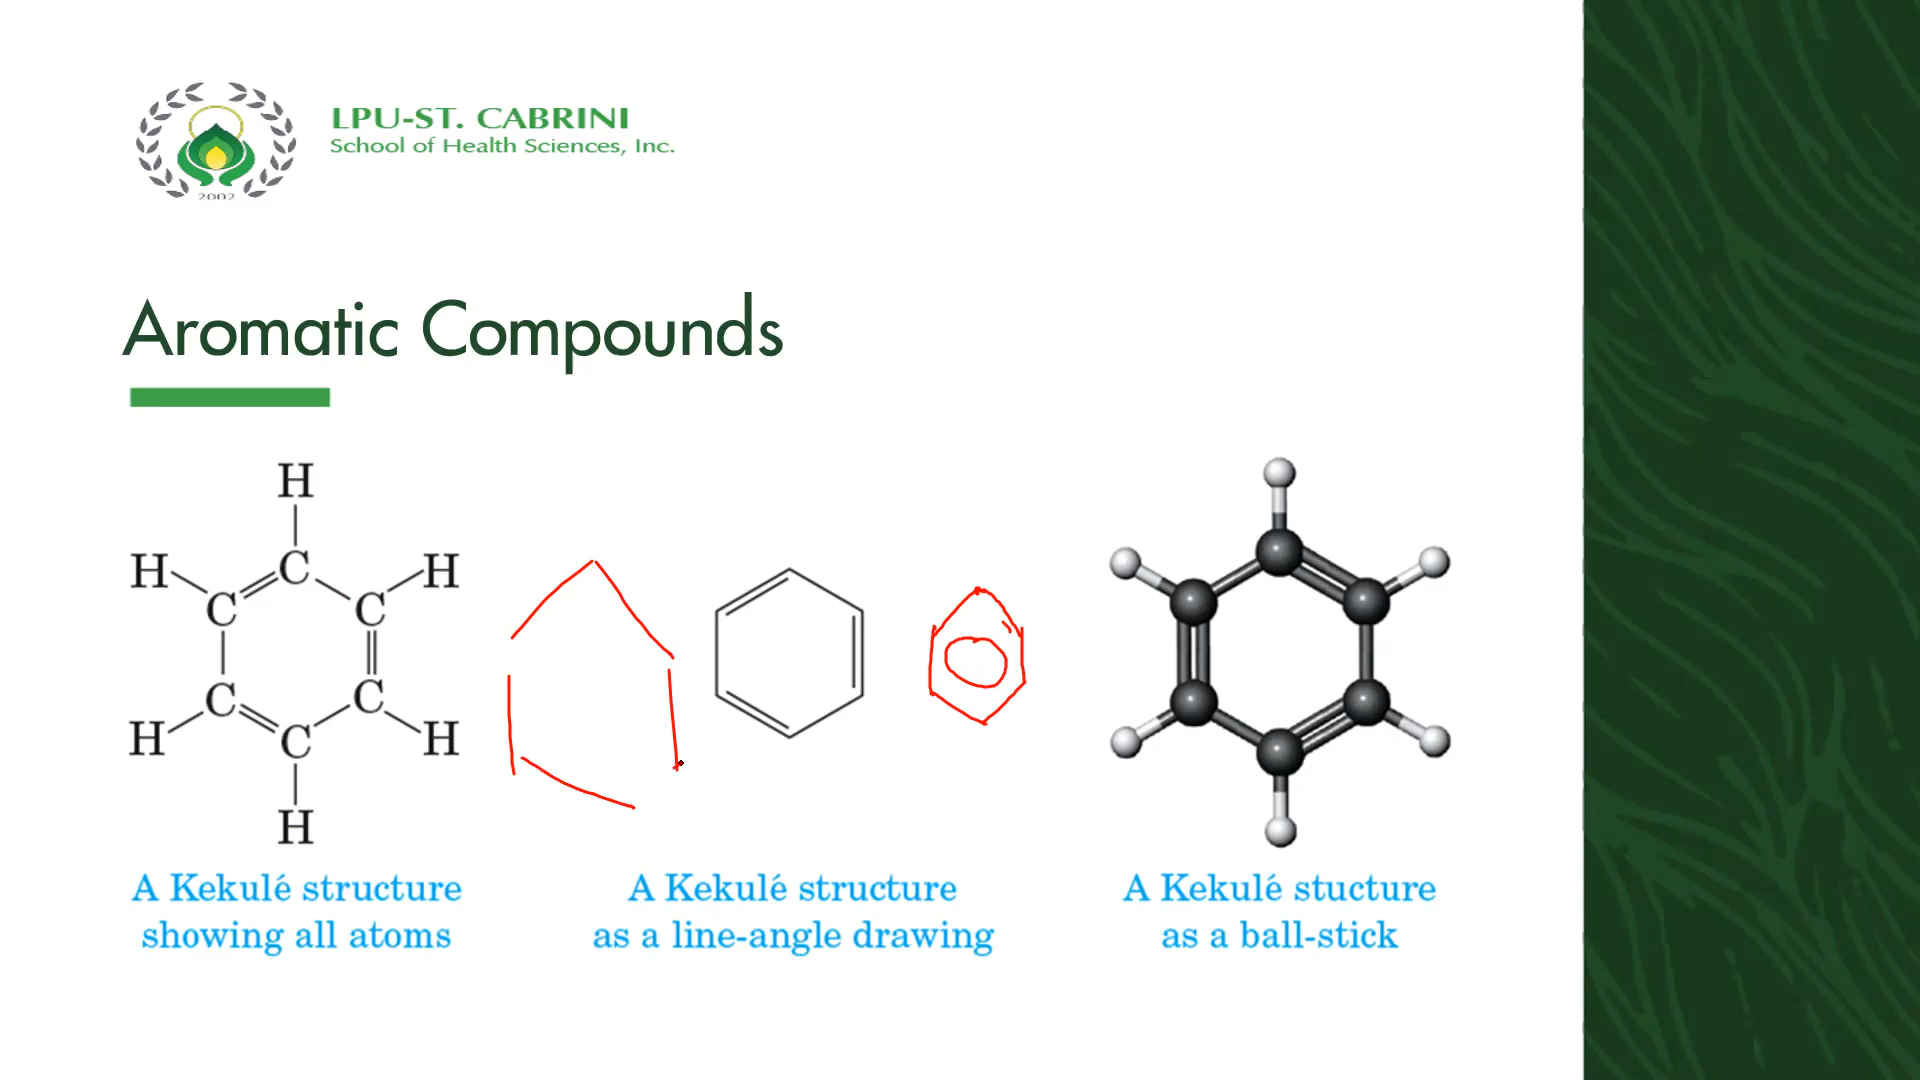 LPU-ST. CABRINI
School of Health Sciences, Inc.
2002
Aromatic Compounds
H
H C C C H
H C C C H
H
A Kekulé structure
showing all atoms
A Kekulé structure
as a line-angle drawing
A Kekulé stucture
as a ball-stick